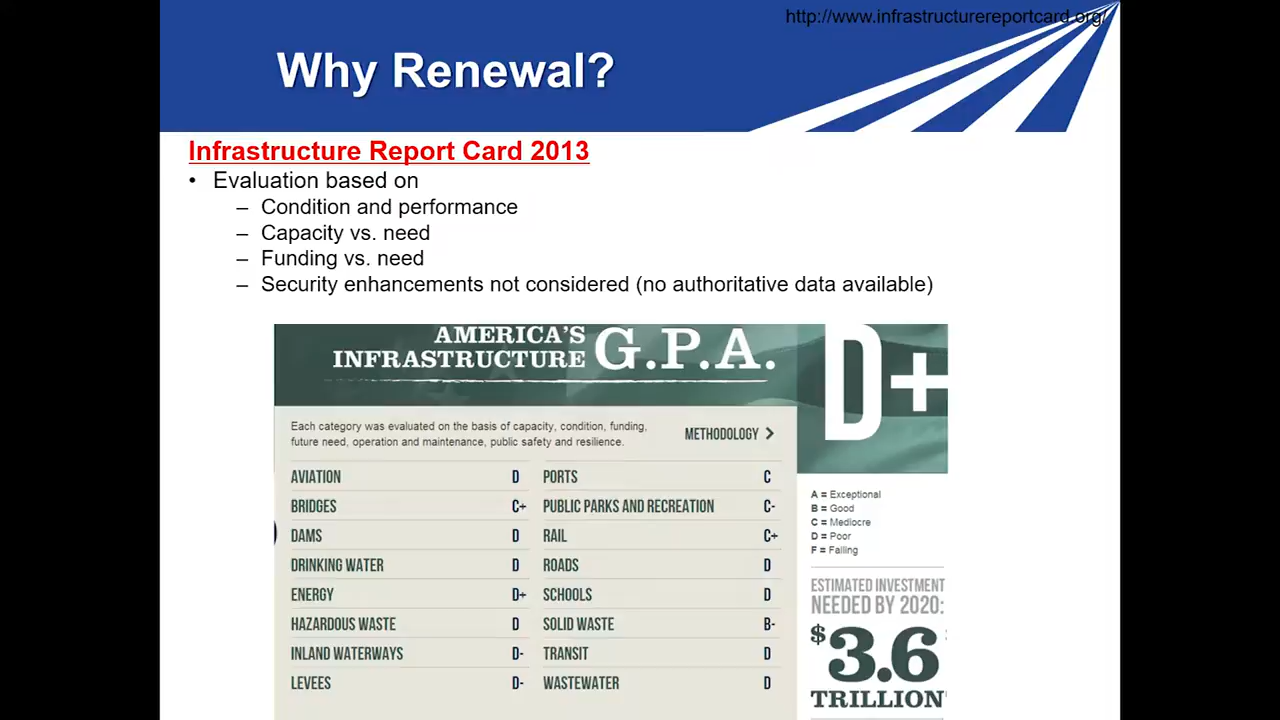 http://www.infrastructurereportcard.org/
Why Renewal?
Infrastructure Report Card 2013
• Evaluation based on
– Condition and performance
– Capacity vs. need
– Funding vs. need
– Security enhancements not considered (no authoritative data available)
AMERICA'S
INFRASTRUCTURE G.P.A.
D+
Each category was evaluated on the basis of capacity, condition, funding,
future need, operation and maintenance, public safety and resilience.
METHODOLOGY >
AVIATION D PORTS C
BRIDGES C+ PUBLIC PARKS AND RECREATION C-
DAMS D RAIL C+
DRINKING WATER D ROADS D
ENERGY D+ SCHOOLS D
HAZARDOUS WASTE D SOLID WASTE B-
INLAND WATERWAYS D- TRANSIT D
LEVEES D- WASTEWATER D
A = Exceptional
B = Good
C = Mediocre
D = Poor
F = Failing
ESTIMATED INVESTMENT
NEEDED BY 2020:
$3.6
TRILLION